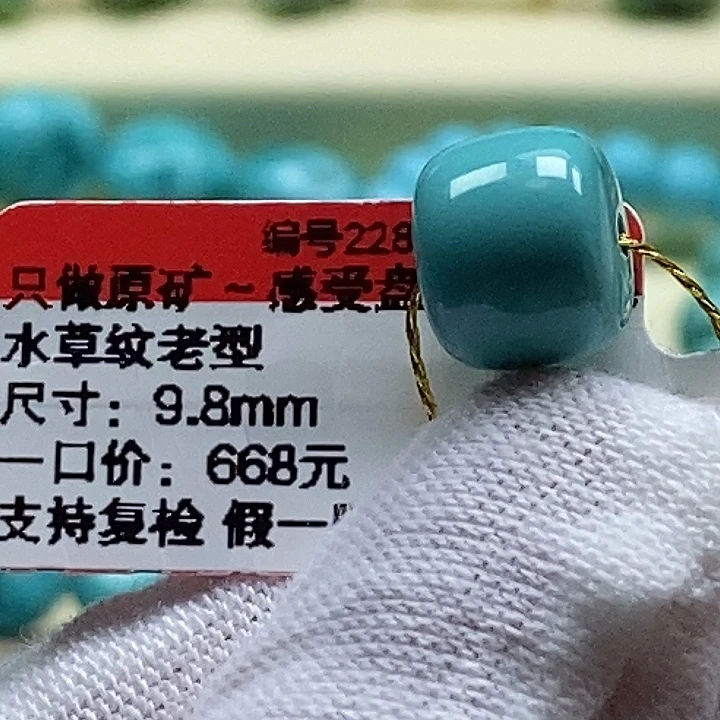 编号228
只做原矿~感受盘
水草纹老型
尺寸：9.8mm
一口价：668元
支持复检 假一